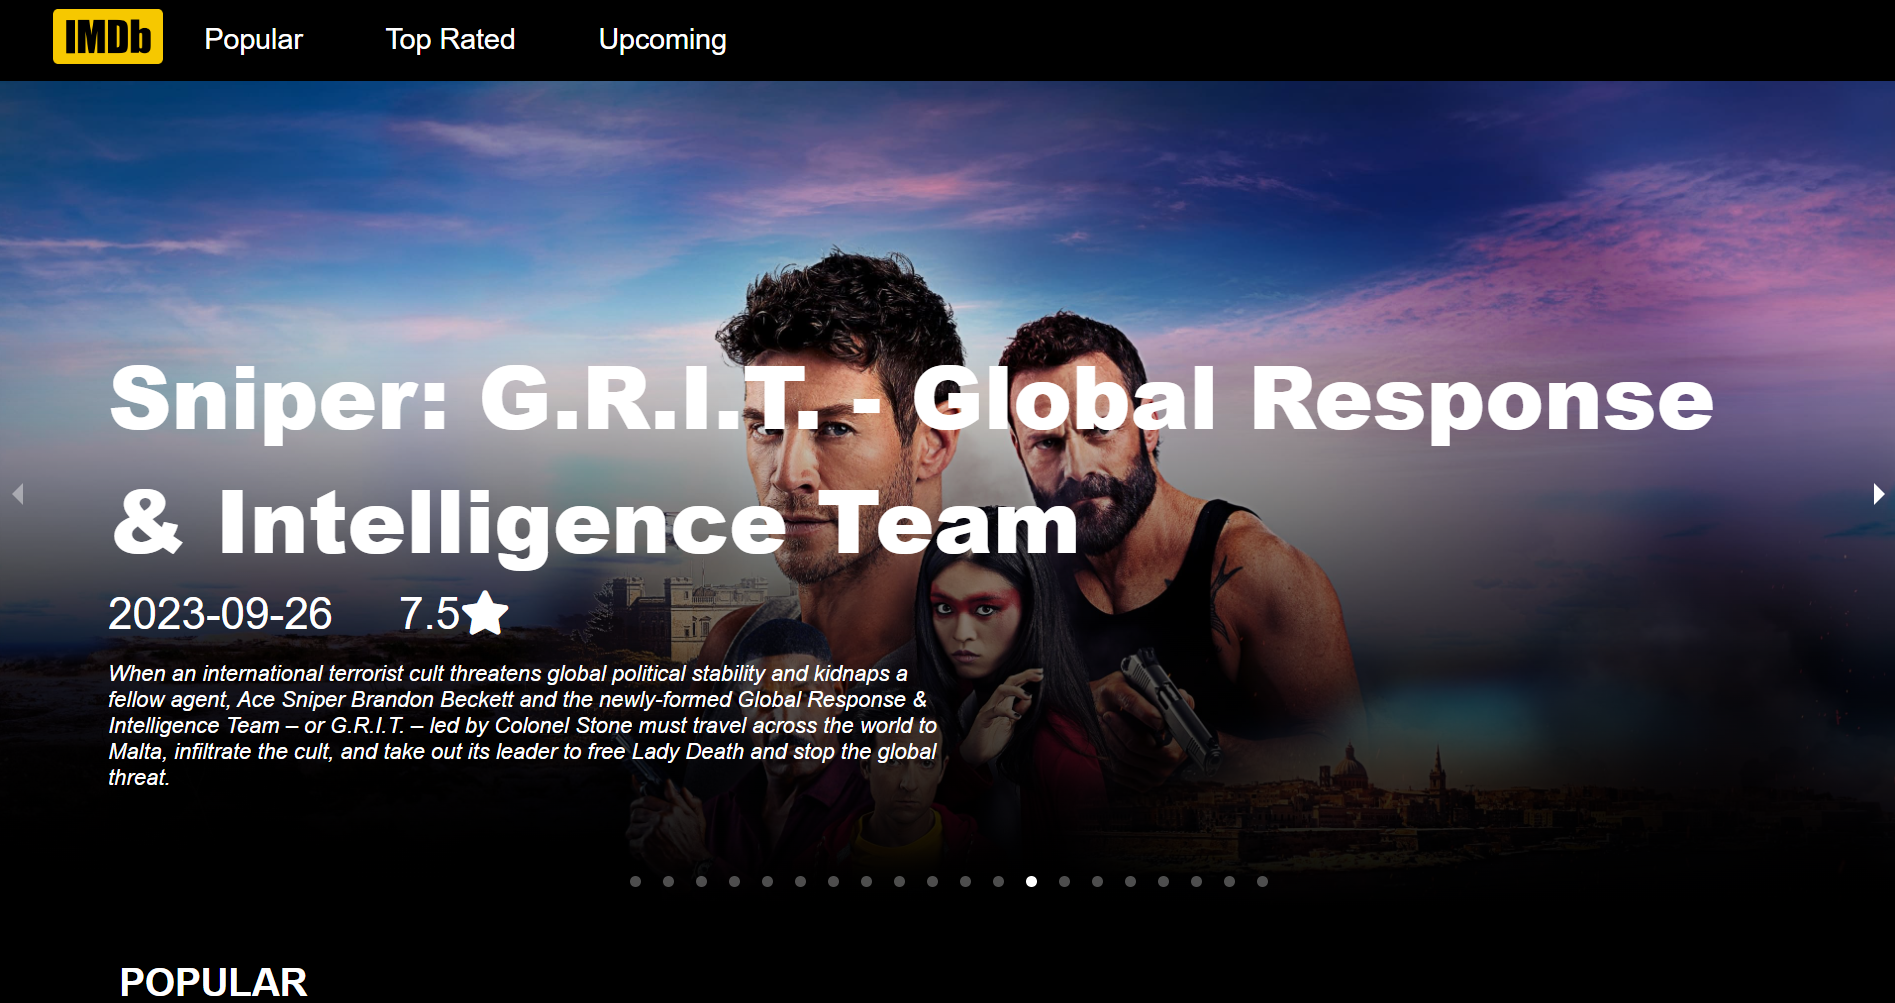 IMDb Popular Top Rated Upcoming
Sniper: G.R.I.T. - Global Response
& Intelligence Team
2023-09-26 7.5
When an international terrorist cult threatens global political stability and kidnaps a
fellow agent, Ace Sniper Brandon Beckett and the newly-formed Global Response &
Intelligence Team – or G.R.I.T. – led by Colonel Stone must travel across the world to
Malta, infiltrate the cult, and take out its leader to free Lady Death and stop the global
threat.
POPULAR